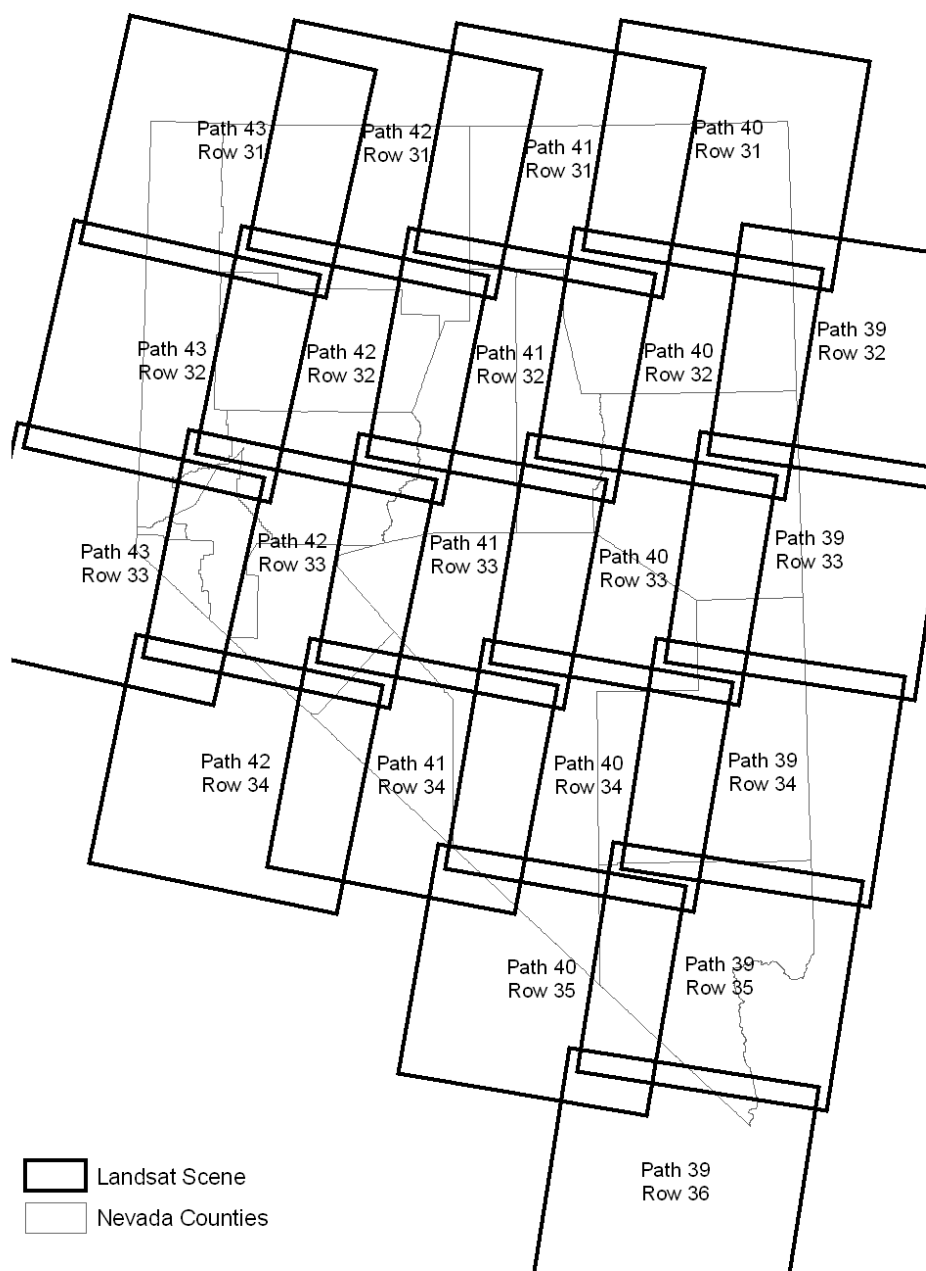 Path 43
Row 31
Path 42
Row 31
Path 41
Row 31
Path 40
Row 31
Path 43
Row 32
Path 42
Row 32
Path 41
Row 32
Path 40
Row 32
Path 39
Row 32
Path 43
Row 33
Path 42
Row 33
Path 41
Row 33
Path 40
Row 33
Path 39
Row 33
Path 42
Row 34
Path 41
Row 34
Path 40
Row 34
Path 39
Row 34
Path 40
Row 35
Path 39
Row 35
Path 39
Row 36
Landsat Scene
Nevada Counties